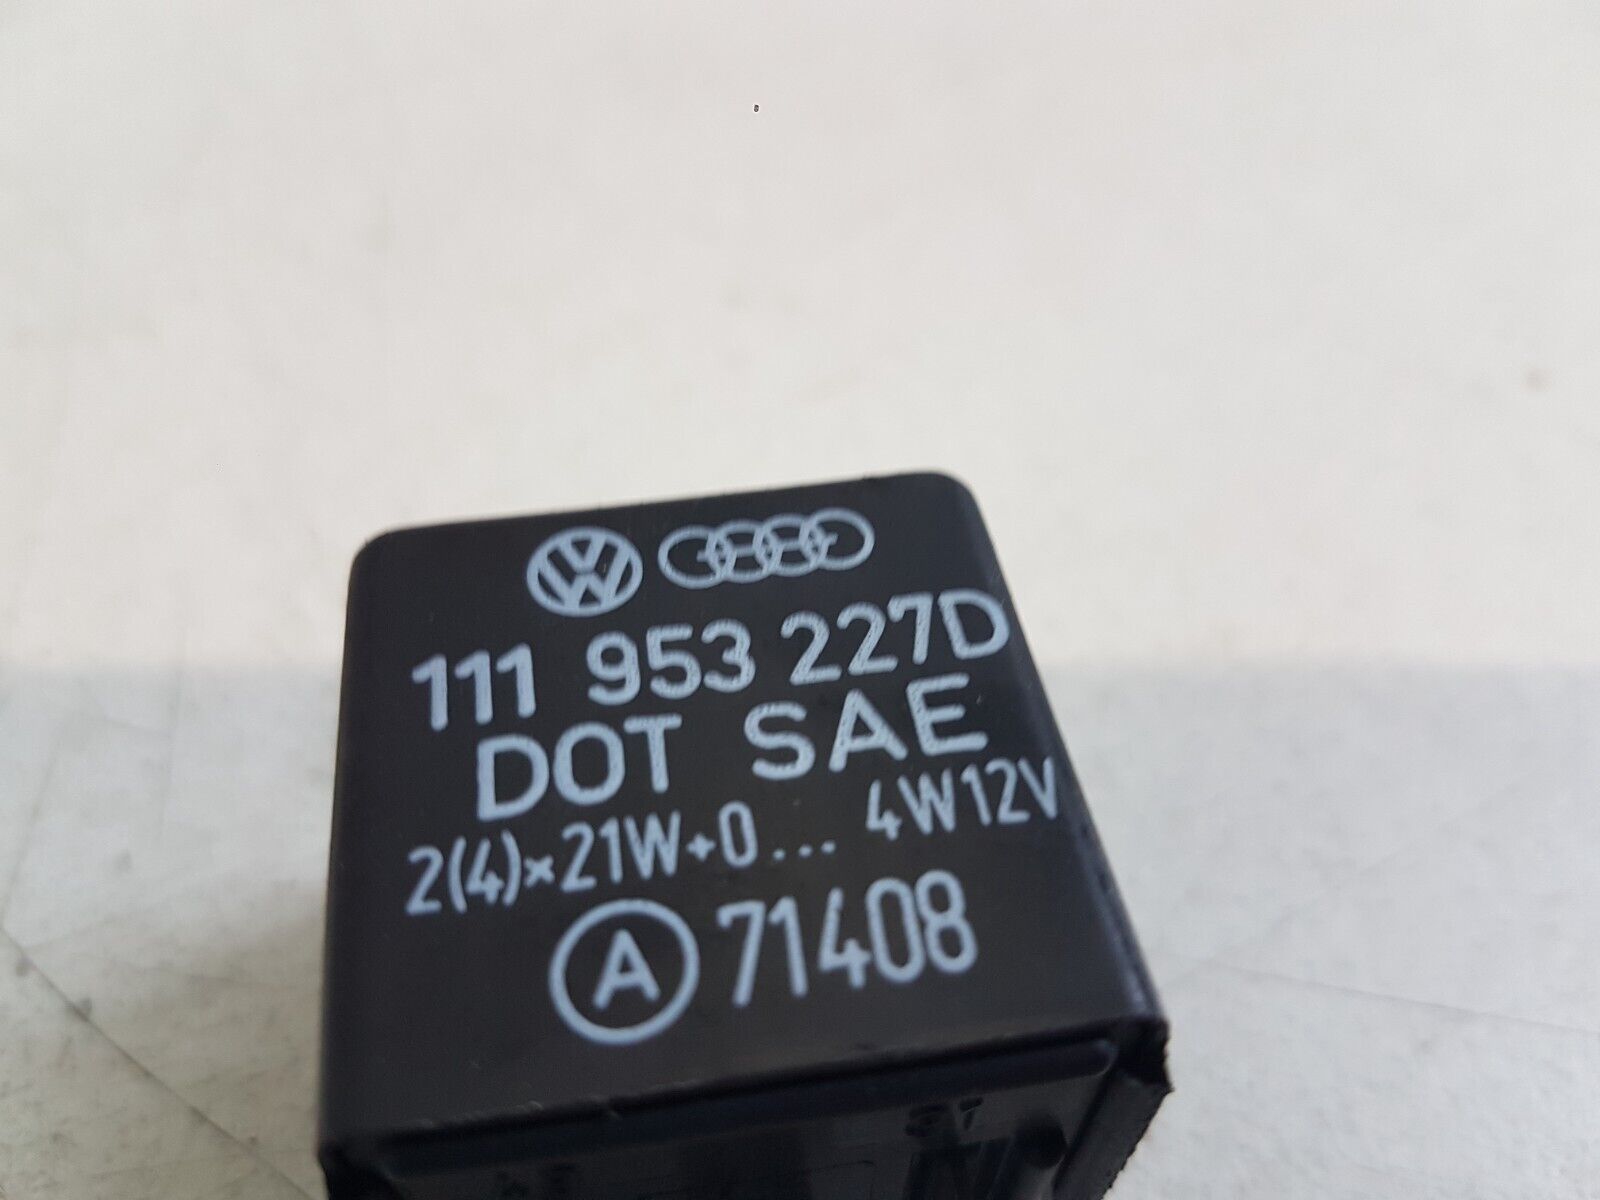 111 953 227D
DOT SAE
2(4)×21W+0... 4W12V
A 71408